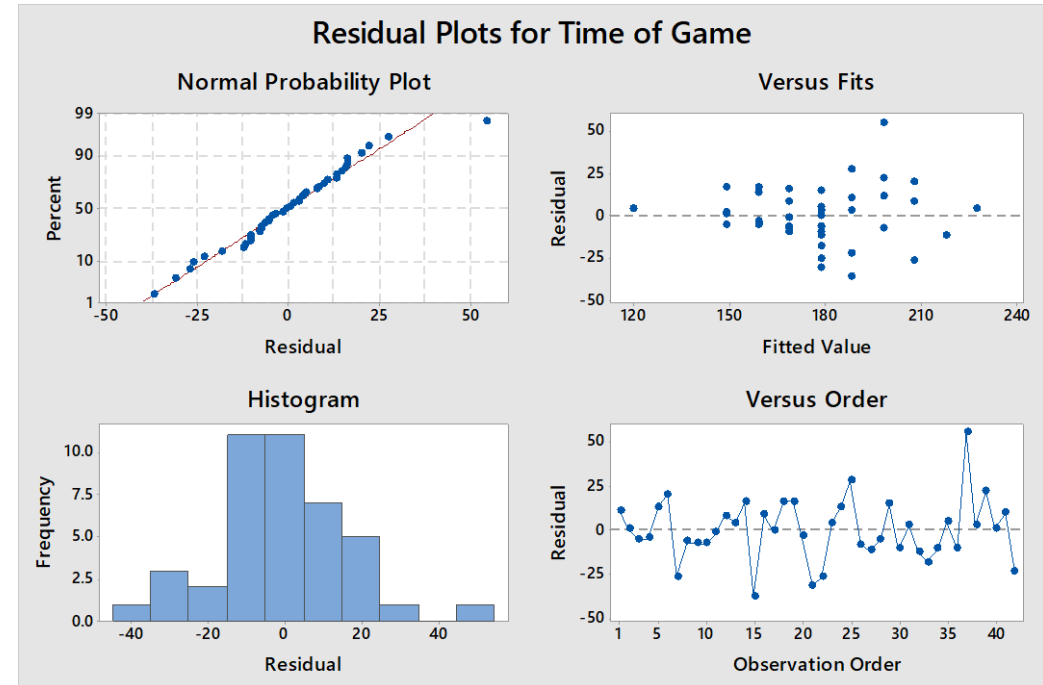 Residual Plots for Time of Game
Normal Probability Plot
Percent
99
90
50
10
1
-50 -25 0 25 50
Residual
Versus Fits
Residual
50
25
0
-25
-50
120 150 180 210 240
Fitted Value
Histogram
Frequency
10.0
7.5
5.0
2.5
0.0
-40 -20 0 20 40
Residual
Versus Order
Residual
50
25
0
-25
-50
1 5 10 15 20 25 30 35 40
Observation Order